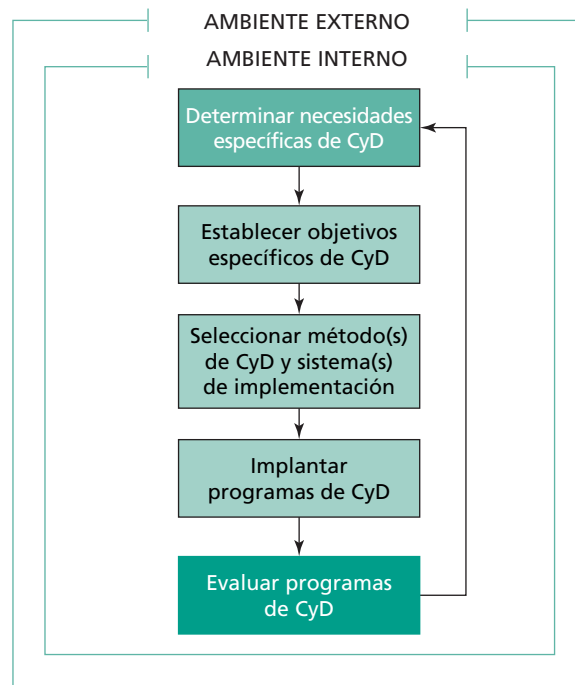 AMBIENTE EXTERNO
AMBIENTE INTERNO
Determinar necesidades
específicas de CyD
Establecer objetivos
específicos de CyD
Seleccionar método(s)
de CyD y sistema(s)
de implementación
Implantar
programas de CyD
Evaluar programas
de CyD